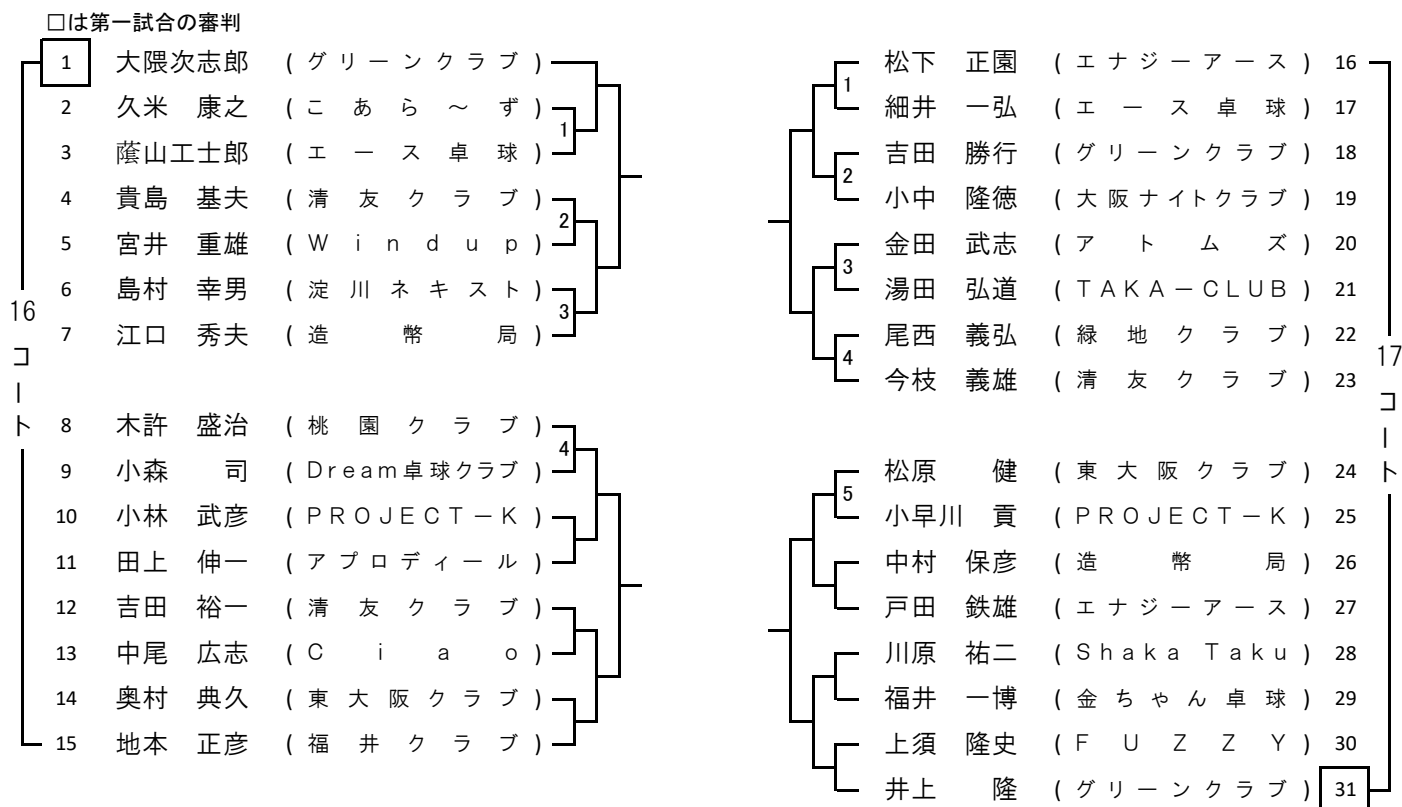 □は第一試合の審判
1 大隈次志郎 (グリーンクラブ)
2 久米 康之 (こあら～ず)
3 蔭山工士郎 (エース卓球)
4 貴島 基夫 (清友クラブ)
5 宮井 重雄 (Windup)
6 島村 幸男 (淀川ネキスト)
7 江口 秀夫 (造幣局)
8 木許 盛治 (桃園クラブ)
9 小森 司 (Dream卓球クラブ)
10 小林 武彦 (PROJECT－K)
11 田上 伸一 (アプロディール)
12 吉田 裕一 (清友クラブ)
13 中尾 広志 (Ciao)
14 奥村 典久 (東大阪クラブ)
15 地本 正彦 (福井クラブ)
16コート
1
2
3
4
松下 正園 (エナジーアース) 16
細井 一弘 (エース卓球) 17
吉田 勝行 (グリーンクラブ) 18
小中 隆徳 (大阪ナイトクラブ) 19
金田 武志 (アトムズ) 20
湯田 弘道 (TAKA－CLUB) 21
尾西 義弘 (緑地クラブ) 22
今枝 義雄 (清友クラブ) 23
松原 健 (東大阪クラブ) 24
小早川 貢 (PROJECT－K) 25
中村 保彦 (造幣局) 26
戸田 鉄雄 (エナジーアース) 27
川原 祐二 (Shaka Taku) 28
福井 一博 (金ちゃん卓球) 29
上須 隆史 (FUZZY) 30
井上 隆 (グリーンクラブ) 31
17コート
1
2
3
4
5